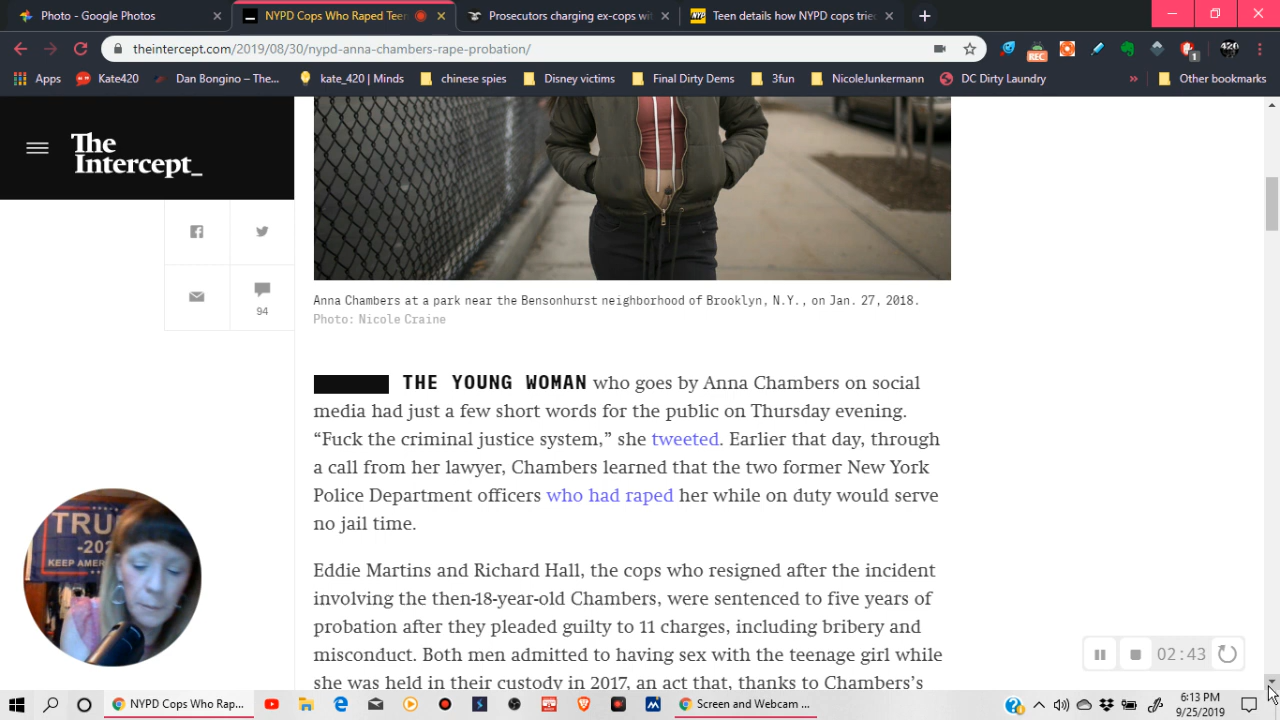 App - Google Photos
NYPD Cops Who Raped Teen
Prosecutors charging ex-cops wit
Teen details how NYPD cops tried
theintercept.com/2019/08/30/nypd-anna-chambers-rape-probation/
REC
1
420
Apps
Kate420
Dan Bongino – The...
kate_420 | Minds
chinese spies
Disney victims
Final Dirty Dems
3fun
NicoleJunkermann
DC Dirty Laundry
»
Other bookmarks
The
Intercept_
94
Anna Chambers at a park near the Bensonhurst neighborhood of Brooklyn, N.Y., on Jan. 27, 2018.
Photo: Nicole Craine
THE YOUNG WOMAN who goes by Anna Chambers on social
media had just a few short words for the public on Thursday evening.
“Fuck the criminal justice system,” she tweeted. Earlier that day, through
a call from her lawyer, Chambers learned that the two former New York
Police Department officers who had raped her while on duty would serve
no jail time.
Eddie Martins and Richard Hall, the cops who resigned after the incident
involving the then-18-year-old Chambers, were sentenced to five years of
probation after they pleaded guilty to 11 charges, including bribery and
misconduct. Both men admitted to having sex with the teenage girl while
she was held in their custody in 2017, an act that, thanks to Chambers’s
TRU
-202
KEEP AMER
02:43
NYPD Cops Who Rap...
Screen and Webcam ...
6:13 PM
9/25/2019